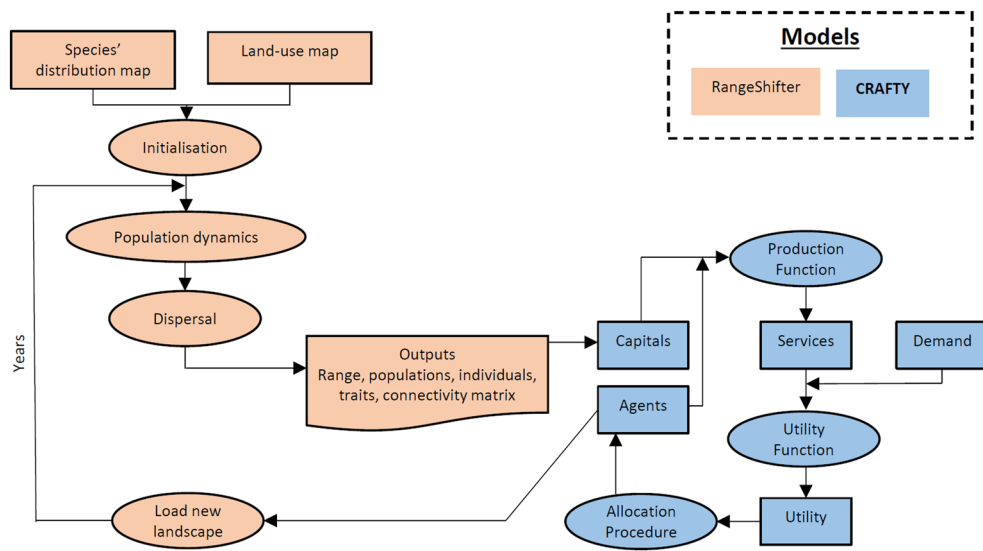 Species’
distribution map
Land-use map
Models
RangeShifter
CRAFTY
Initialisation
Population dynamics
Dispersal
Years
Outputs
Range, populations, individuals,
traits, connectivity matrix
Load new
landscape
Capitals
Agents
Production
Function
Services
Demand
Utility
Function
Utility
Allocation
Procedure